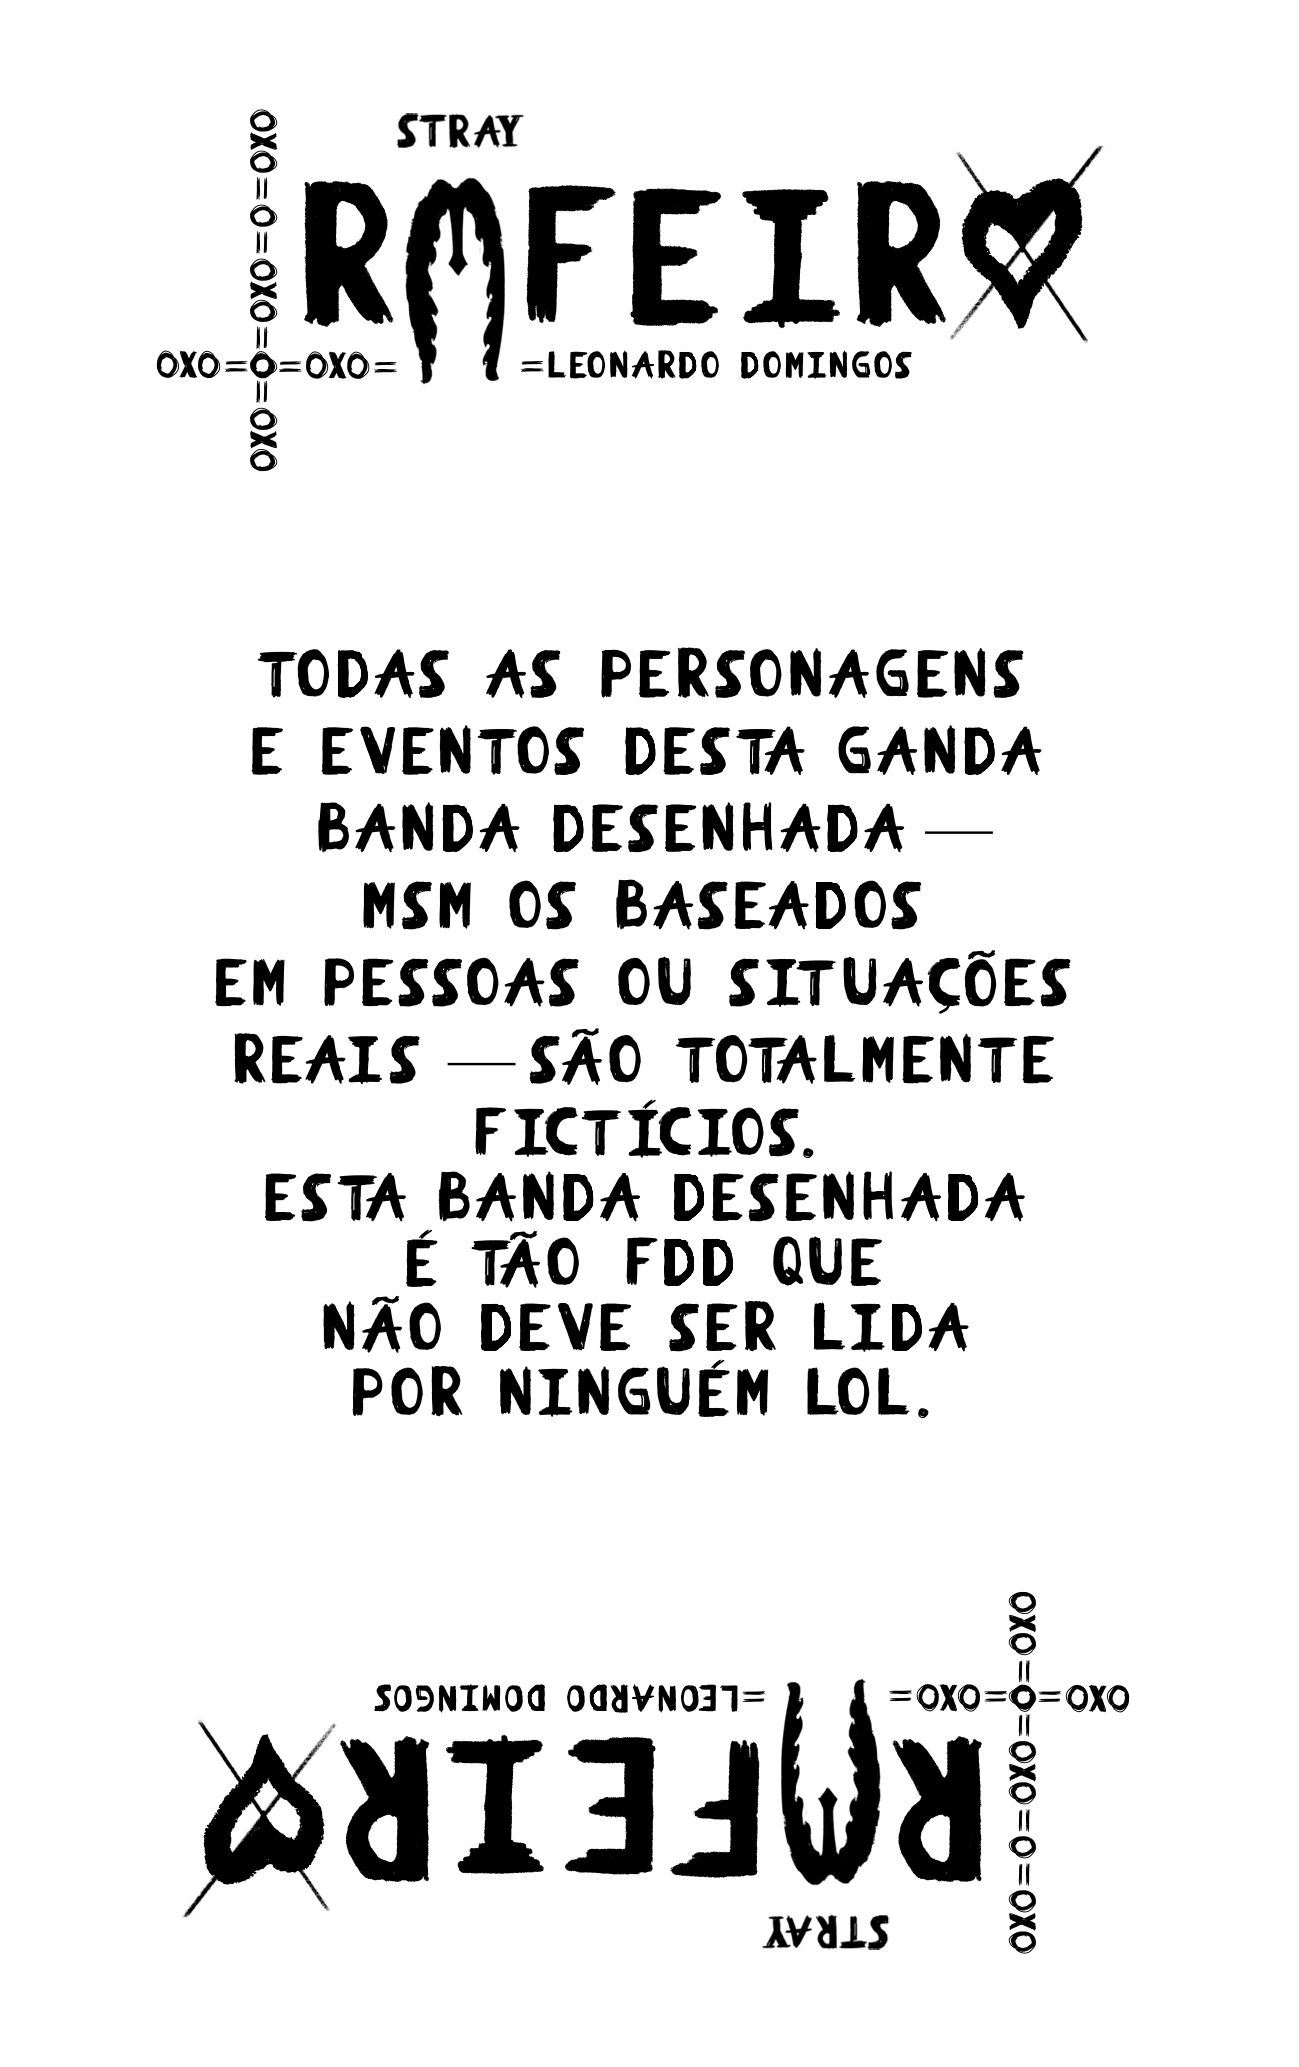 STRAY
RAFEIRO
OXO=O=OXO=O=OXO
OXO=O=OXO= =LEONARDO DOMINGOS
TODAS AS PERSONAGENS
E EVENTOS DESTA GANDA
BANDA DESENHADA —
MSM OS BASEADOS
EM PESSOAS OU SITUAÇÕES
REAIS — SÃO TOTALMENTE
FICTÍCIOS.
ESTA BANDA DESENHADA
É TÃO FDD QUE
NÃO DEVE SER LIDA
POR NINGUÉM LOL.
STRAY
RAFEIRO
OXO=O=OXO=O=OXO
OXO=O=OXO= =LEONARDO DOMINGOS